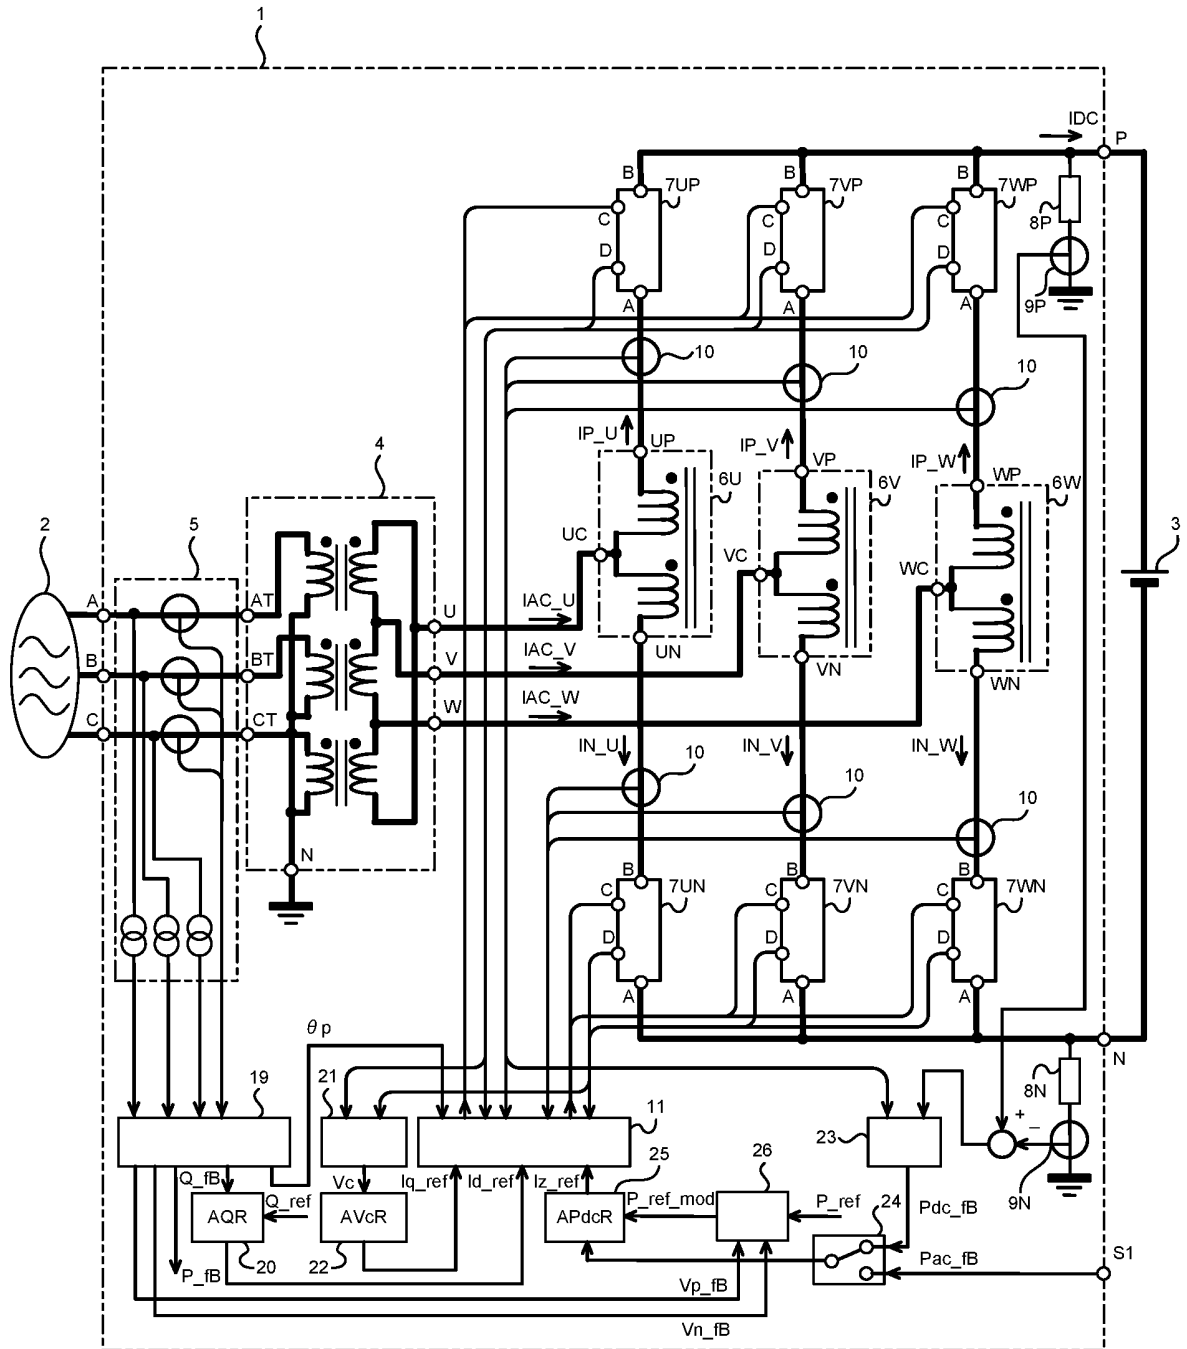 1
IDC
P
B
7UP
B
7VP
B
7WP
C
C
C
8P
D
D
D
9P
A
A
A
10
10
10
IP_U
UP
IP_V
VP
IP_W
WP
4
6U
6V
6W
2
5
3
UC
VC
WC
A
AT
U
IAC_U
B
BT
V
IAC_V
UN
VN
WN
C
CT
W
IAC_W
IN_U
IN_V
IN_W
10
10
10
N
B
7UN
B
7VN
B
7WN
C
C
C
D
D
D
A
A
A
θp
N
19
21
11
8N
+
−
23
25
26
9N
Q_fB
Vc
Iq_ref
Id_ref
Iz_ref
AQR
Q_ref
AVcR
APdcR
P_ref_mod
P_ref
24
Pdc_fB
P_fB
20
22
Pac_fB
S1
Vp_fB
Vn_fB